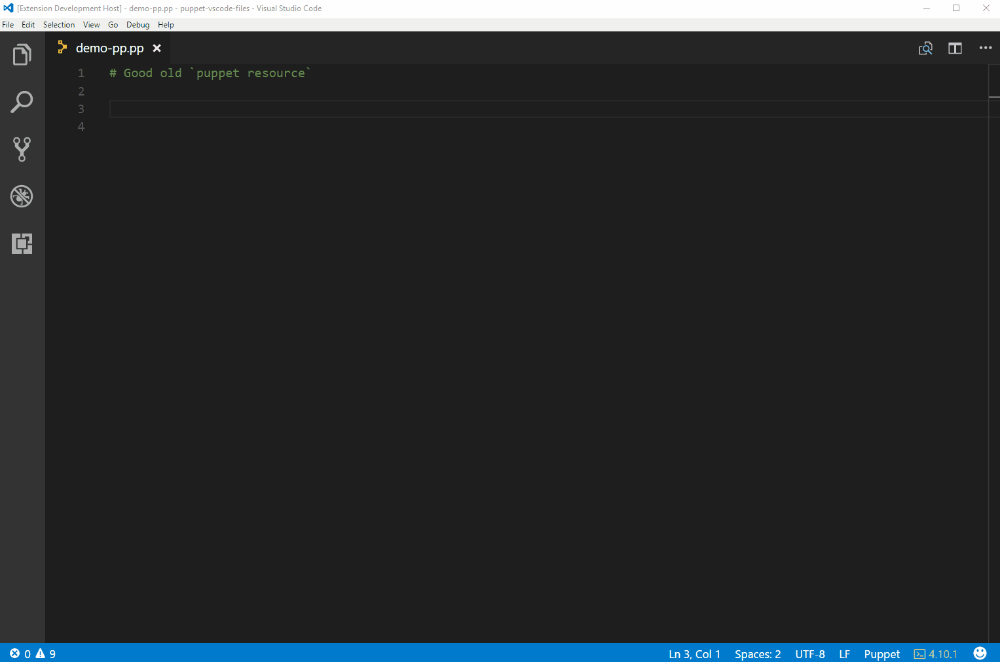 [Extension Development Host] - demo-pp.pp - puppet-vscode-files - Visual Studio Code
File Edit Selection View Go Debug Help
demo-pp.pp
1 # Good old `puppet resource`
2
3
4
0 9 Ln 3, Col 1 Spaces: 2 UTF-8 LF Puppet 4.10.1